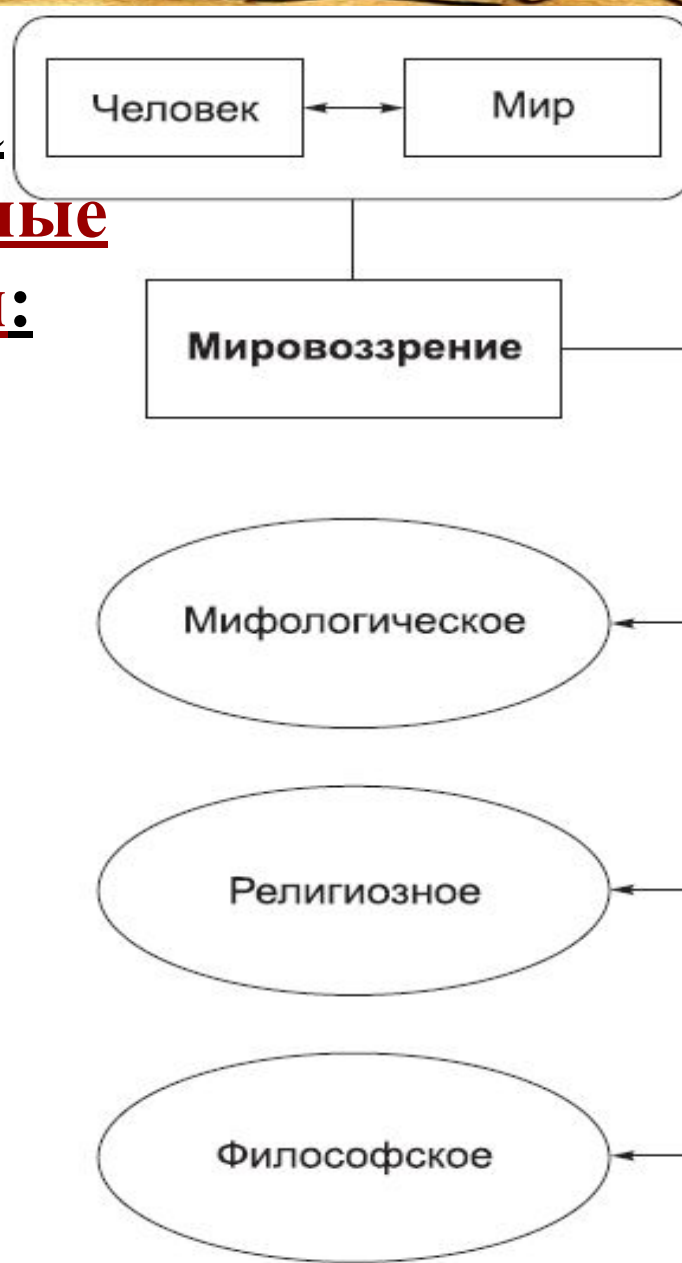 Человек
Мир
Мировоззрение
:
Мифологическое
Религиозное
Философское